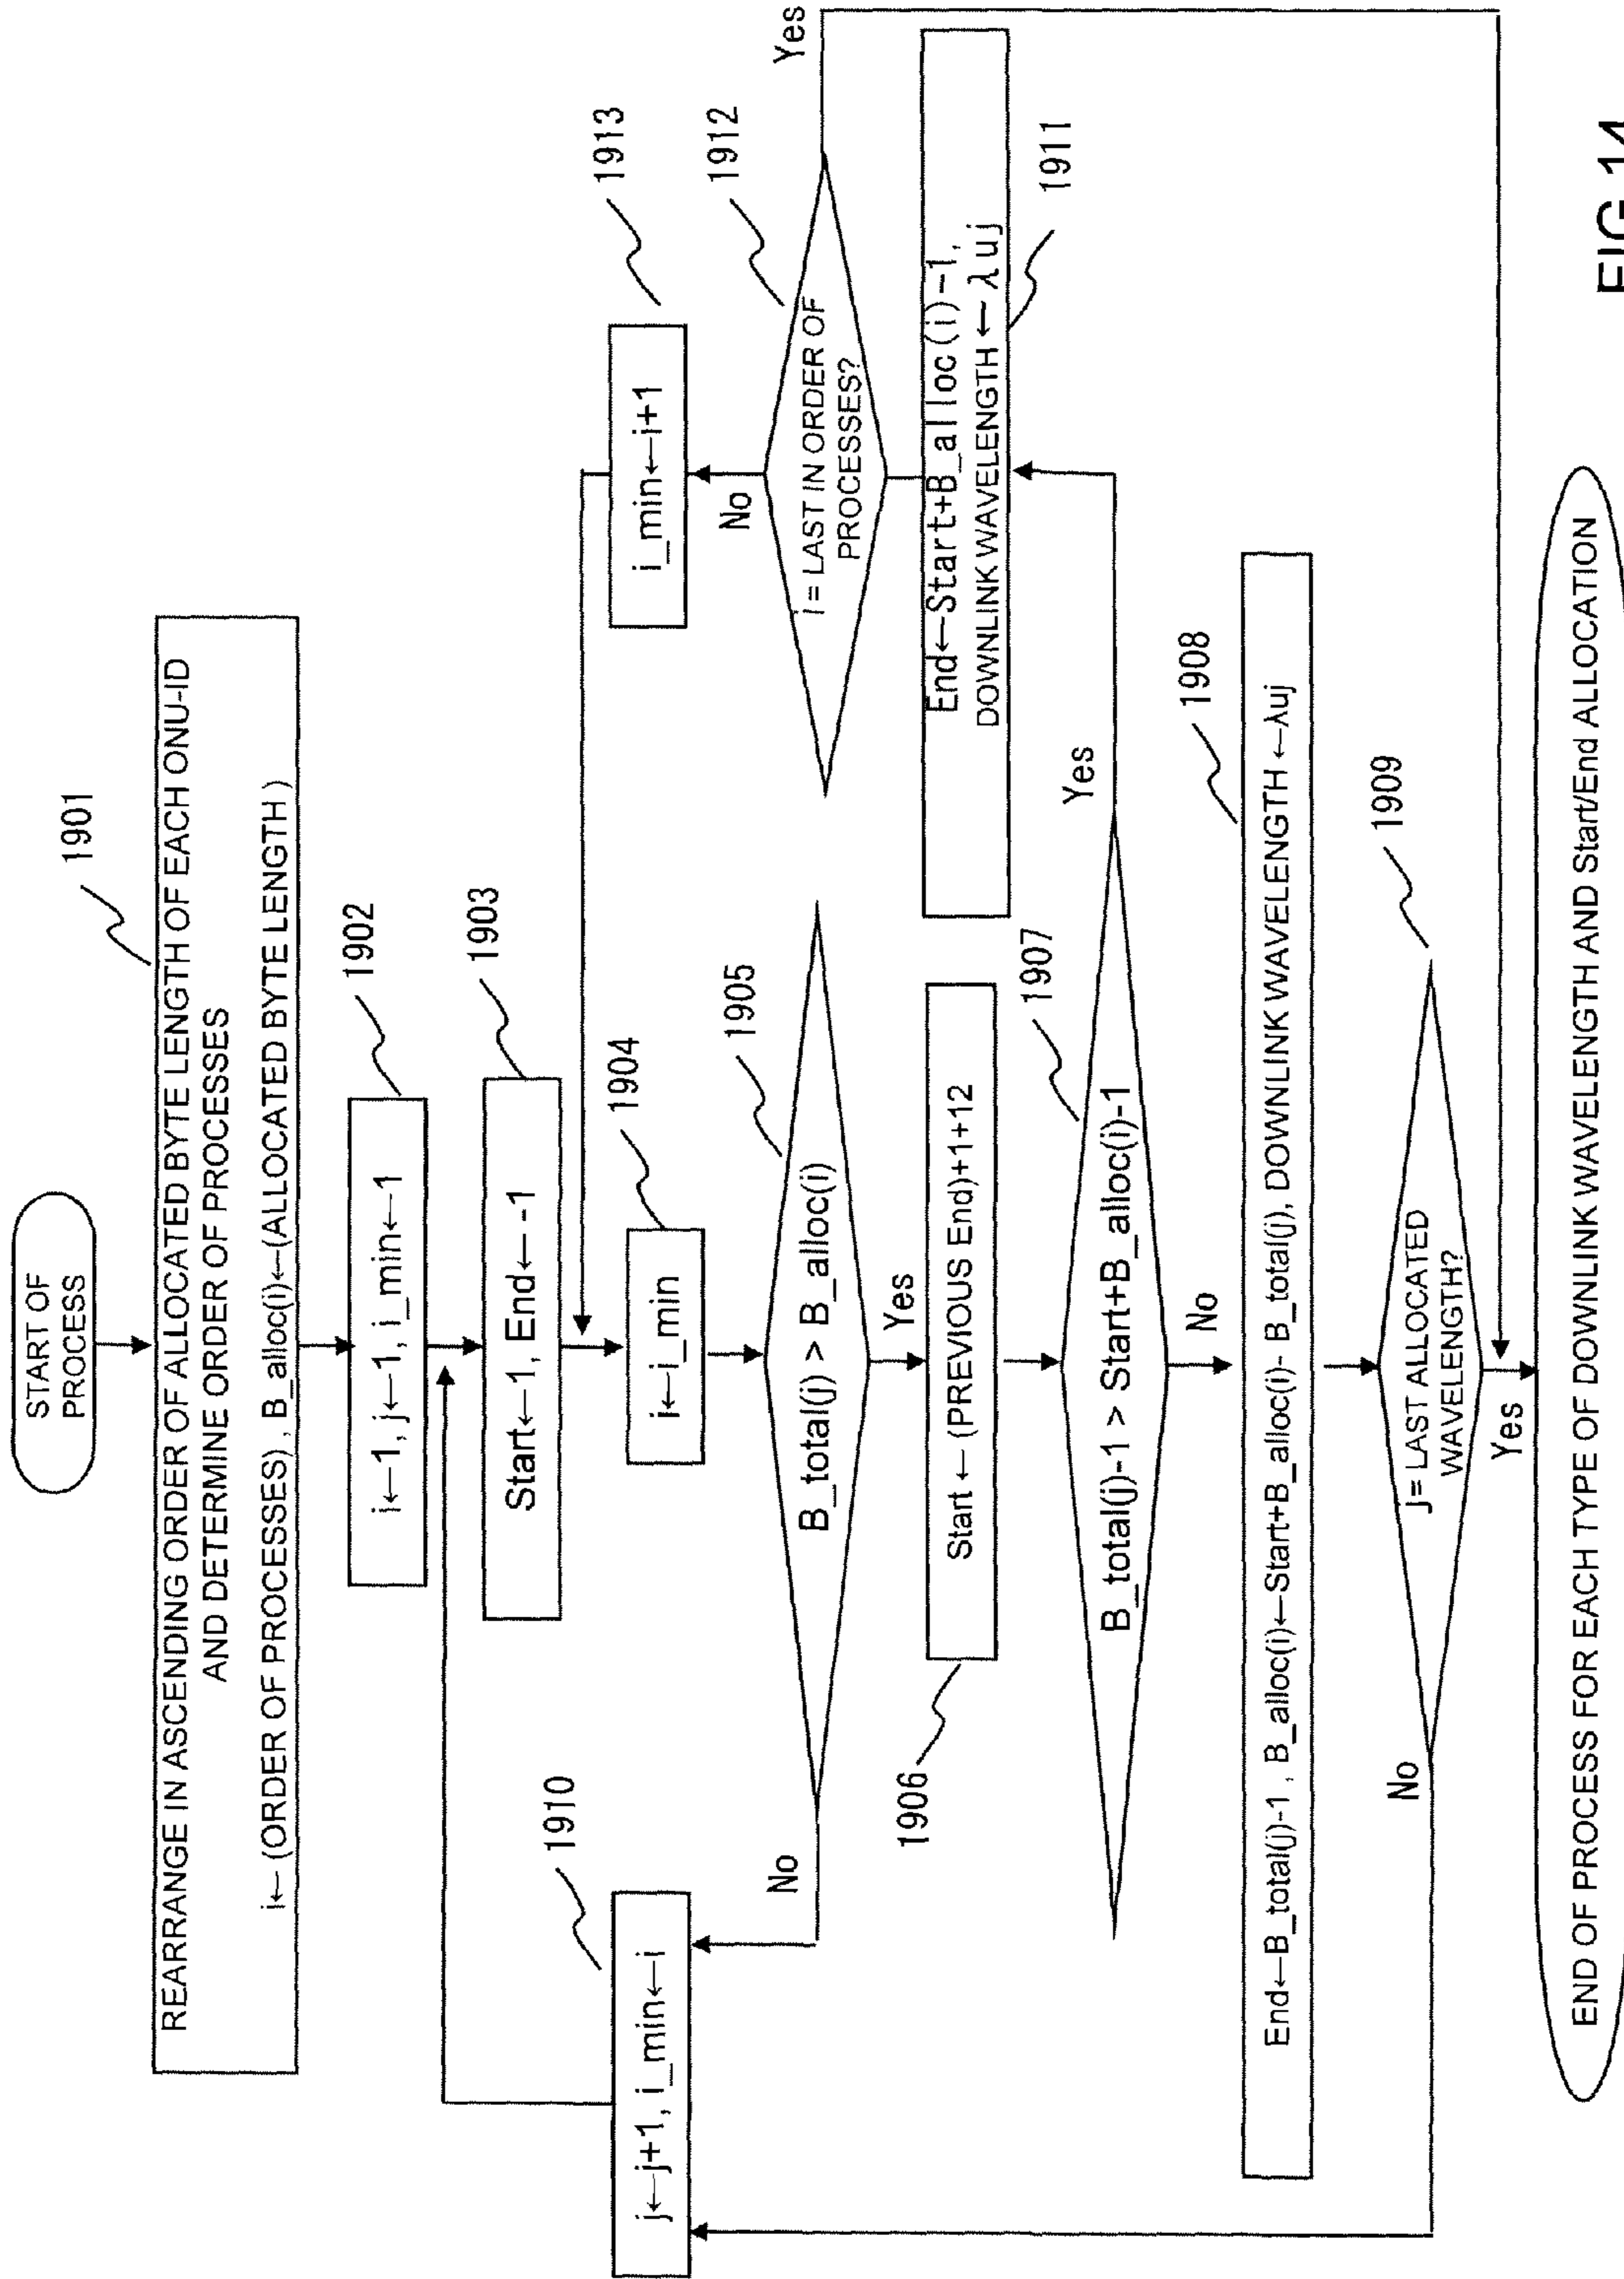 START OF
PROCESS
1901
REARRANGE IN ASCENDING ORDER OF ALLOCATED BYTE LENGTH OF EACH ONU-ID
AND DETERMINE ORDER OF PROCESSES
i← (ORDER OF PROCESSES), B_alloc(i)←(ALLOCATED BYTE LENGTH )
1902
i←1, j←1, i_min←1
1903
Start←1, End← -1
1904
i←i_min
1910
j←j+1, i_min←i
1913
i_min←i+1
1905
B_total(j) > B_alloc(i)
No
Yes
1912
i = LAST IN ORDER OF
PROCESSES?
No
Yes
1906
Start ← (PREVIOUS End)+1+12
1911
End←Start+B_alloc(i)-1,
DOWNLINK WAVELENGTH ← λuj
1907
B_total(j)-1 > Start+B_alloc(i)-1
Yes
No
1908
End←B_total(j)-1 , B_alloc(i)←Start+B_alloc(i)- B_total(j), DOWNLINK WAVELENGTH ←λuj
1909
j= LAST ALLOCATED
WAVELENGTH?
No
Yes
END OF PROCESS FOR EACH TYPE OF DOWNLINK WAVELENGTH AND Start/End ALLOCATION
FIG.14